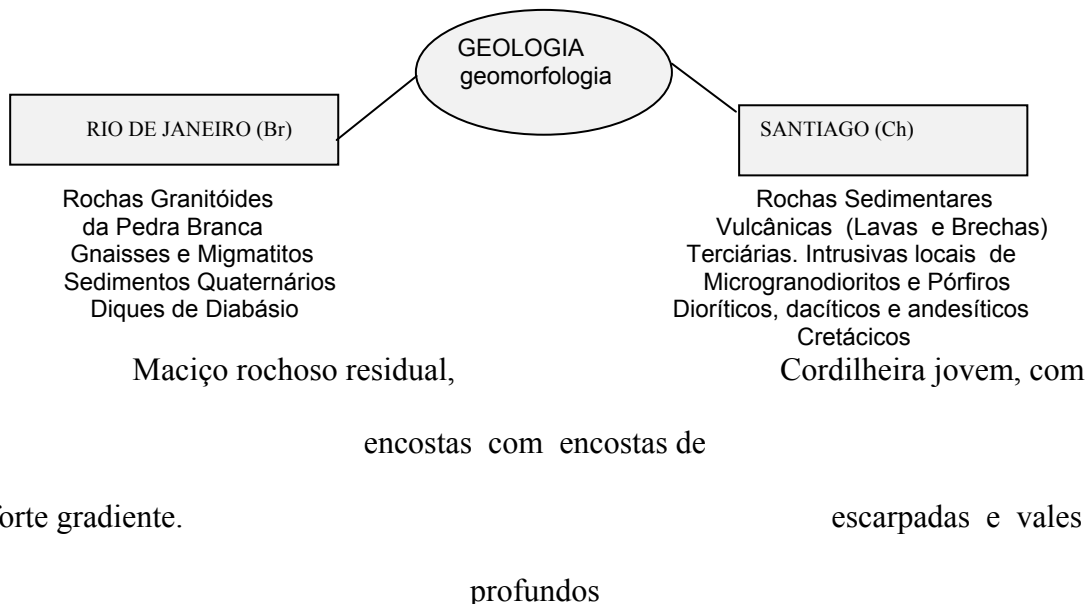 GEOLOGIA
geomorfologia
RIO DE JANEIRO (Br)
SANTIAGO (Ch)
Rochas Granitóides
da Pedra Branca
Gnaisses e Migmatitos
Sedimentos Quaternários
Diques de Diabásio
Rochas Sedimentares
Vulcânicas (Lavas e Brechas)
Terciárias. Intrusivas locais de
Microgranodioritos e Pórfiros
Dioríticos, dacíticos e andesíticos
Cretácicos
Maciço rochoso residual, Cordilheira jovem, com
encostas com encostas de
forte gradiente. escarpadas e vales
profundos